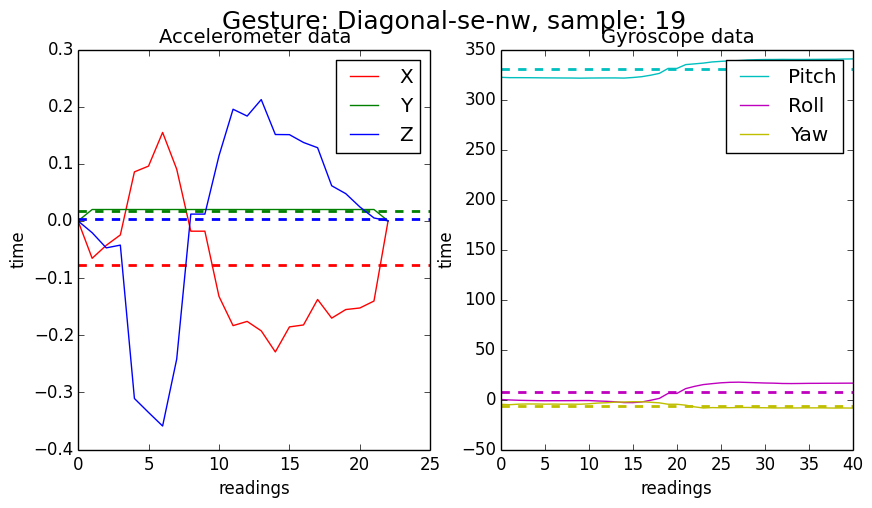 Gesture: Diagonal-se-nw, sample: 19
Accelerometer data
0.3
0.2
0.1
0.0
−0.1
−0.2
−0.3
−0.4
time
0 5 10 15 20 25
readings
X
Y
Z
Gyroscope data
350
300
250
200
150
100
50
0
−50
time
0 5 10 15 20 25 30 35 40
readings
Pitch
Roll
Yaw